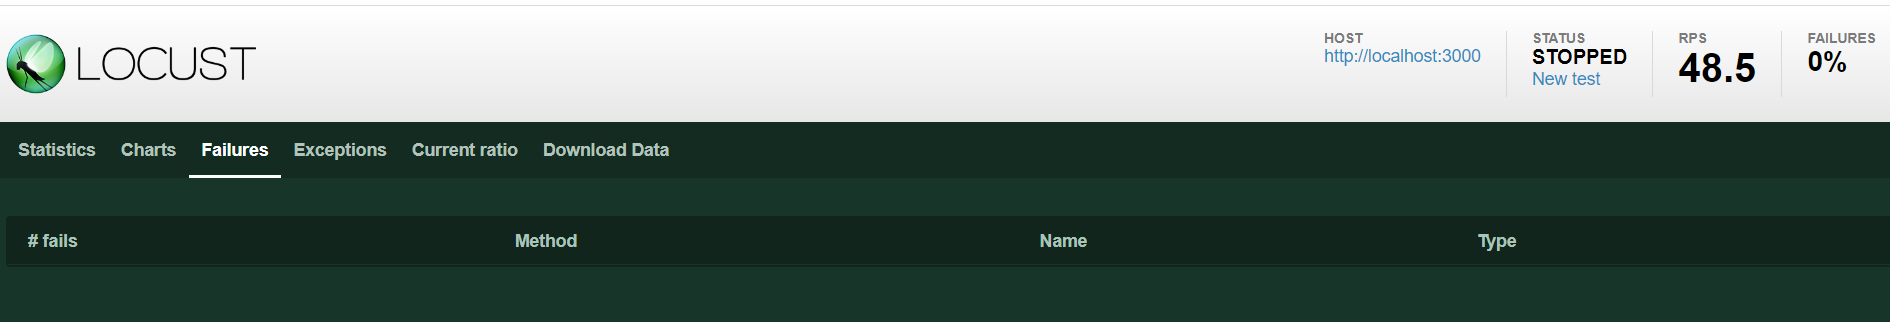 LOCUST
HOST
http://localhost:3000
STATUS
STOPPED
New test
RPS
48.5
FAILURES
0%
Statistics Charts Failures Exceptions Current ratio Download Data
# fails Method Name Type